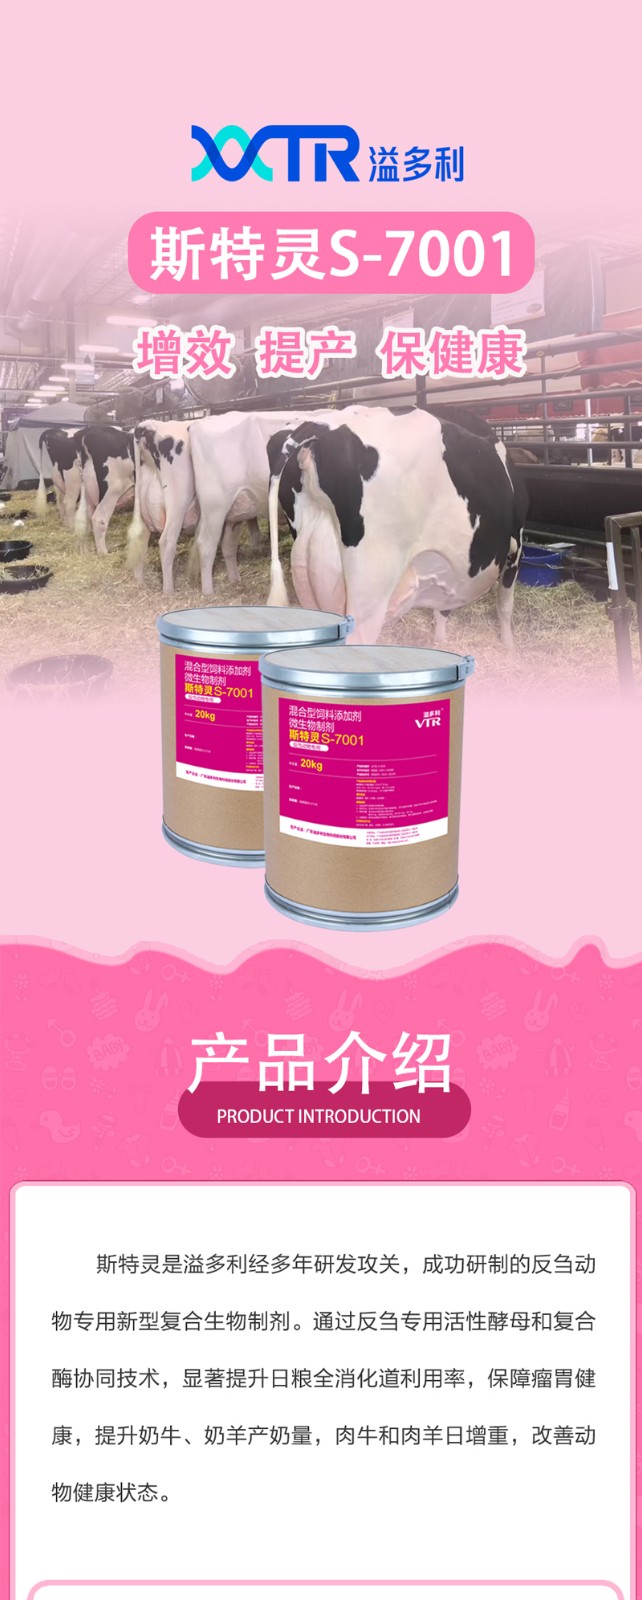 VTR 溢多利
斯特灵S-7001
增效 提产 保健康
混合型饲料添加剂
微生物制剂
斯特灵S-7001
20kg
混合型饲料添加剂
微生物制剂
斯特灵S-7001
20kg
溢多利
VTR
产品介绍
PRODUCT INTRODUCTION
斯特灵是溢多利经多年研发攻关，成功研制的反刍动
物专用新型复合生物制剂。通过反刍专用活性酵母和复合
酶协同技术，显著提升日粮全消化道利用率，保障瘤胃健
康，提升奶牛、奶羊产奶量，肉牛和肉羊日增重，改善动
物健康状态。